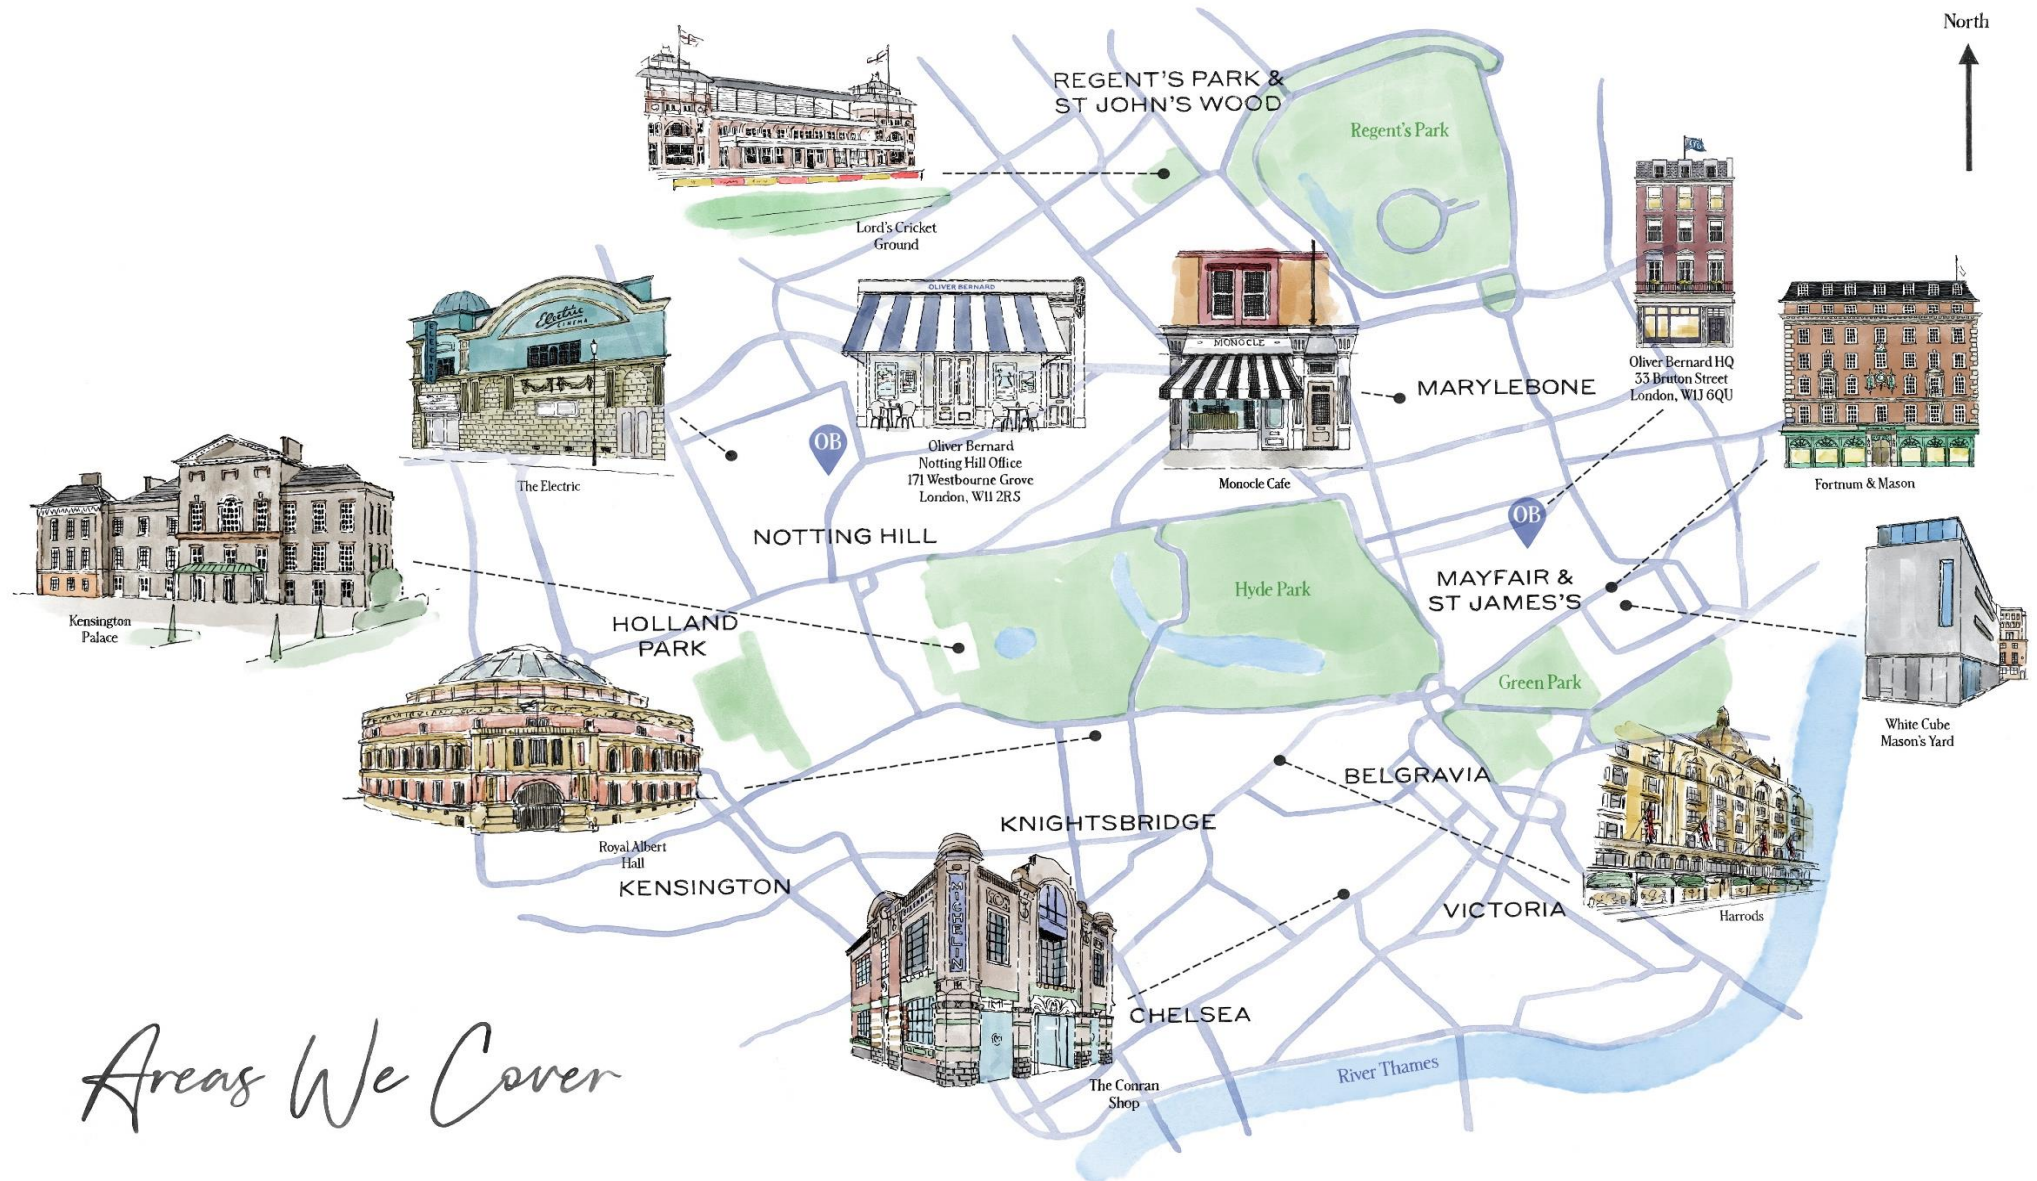 North
REGENT'S PARK &
ST JOHN'S WOOD
Regent's Park
Lord's Cricket
Ground
Electric
CINEMA
ELECTRIC
The Electric
OLIVER BERNARD
OB
Oliver Bernard
Notting Hill Office
171 Westbourne Grove
London, W11 2RS
MONOCLE
Monocle Cafe
MARYLEBONE
Oliver Bernard HQ
33 Bruton Street
London, W1J 6QU
Fortnum & Mason
OB
NOTTING HILL
Kensington
Palace
HOLLAND
PARK
Hyde Park
MAYFAIR &
ST JAMES'S
Green Park
White Cube
Mason's Yard
Royal Albert
Hall
KENSINGTON
KNIGHTSBRIDGE
BELGRAVIA
VICTORIA
Harrods
MICHELIN
CHELSEA
The Conran
Shop
River Thames
Areas We Cover